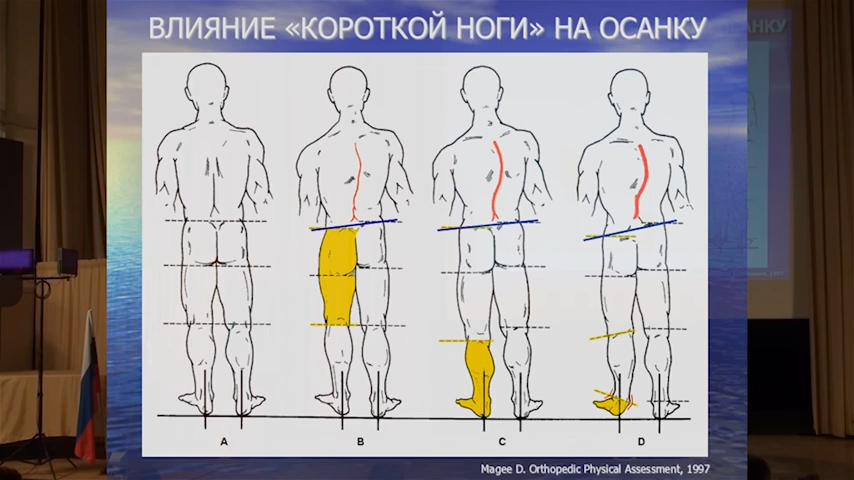 ВЛИЯНИЕ «КОРОТКОЙ НОГИ» НА ОСАНКУ
A B C D
Magee D. Orthopedic Physical Assessment, 1997